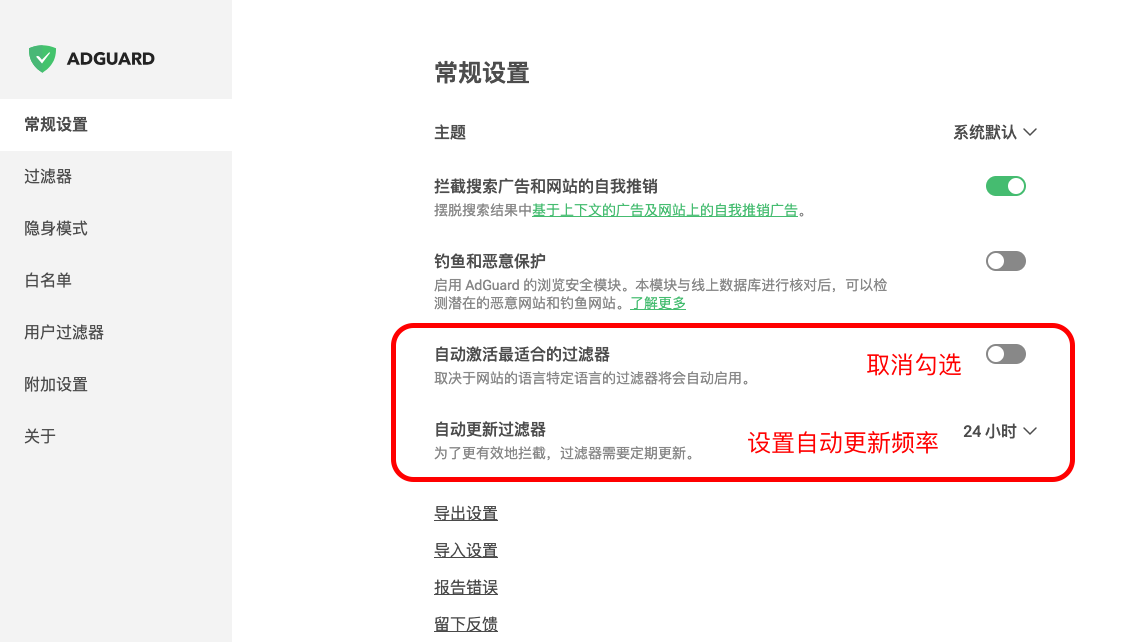 ADGUARD
常规设置
过滤器
隐身模式
白名单
用户过滤器
附加设置
关于
常规设置
主题
系统默认
拦截搜索广告和网站的自我推销
摆脱搜索结果中基于上下文的广告及网站上的自我推销广告。
钓鱼和恶意保护
启用 AdGuard 的浏览安全模块。本模块与线上数据库进行核对后，可以检
测潜在的恶意网站和钓鱼网站。了解更多
自动激活最适合的过滤器
取决于网站的语言特定语言的过滤器将会自动启用。
取消勾选
自动更新过滤器
为了更有效地拦截，过滤器需要定期更新。
设置自动更新频率
24 小时
导出设置
导入设置
报告错误
留下反馈